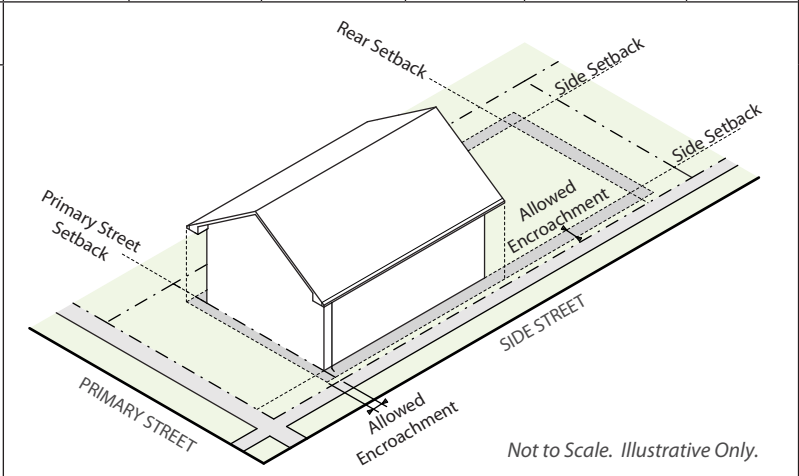 Rear Setback
Side Setback
Side Setback
Primary Street
Setback
Allowed
Encroachment
SIDE STREET
PRIMARY STREET
Allowed
Encroachment
Not to Scale. Illustrative Only.